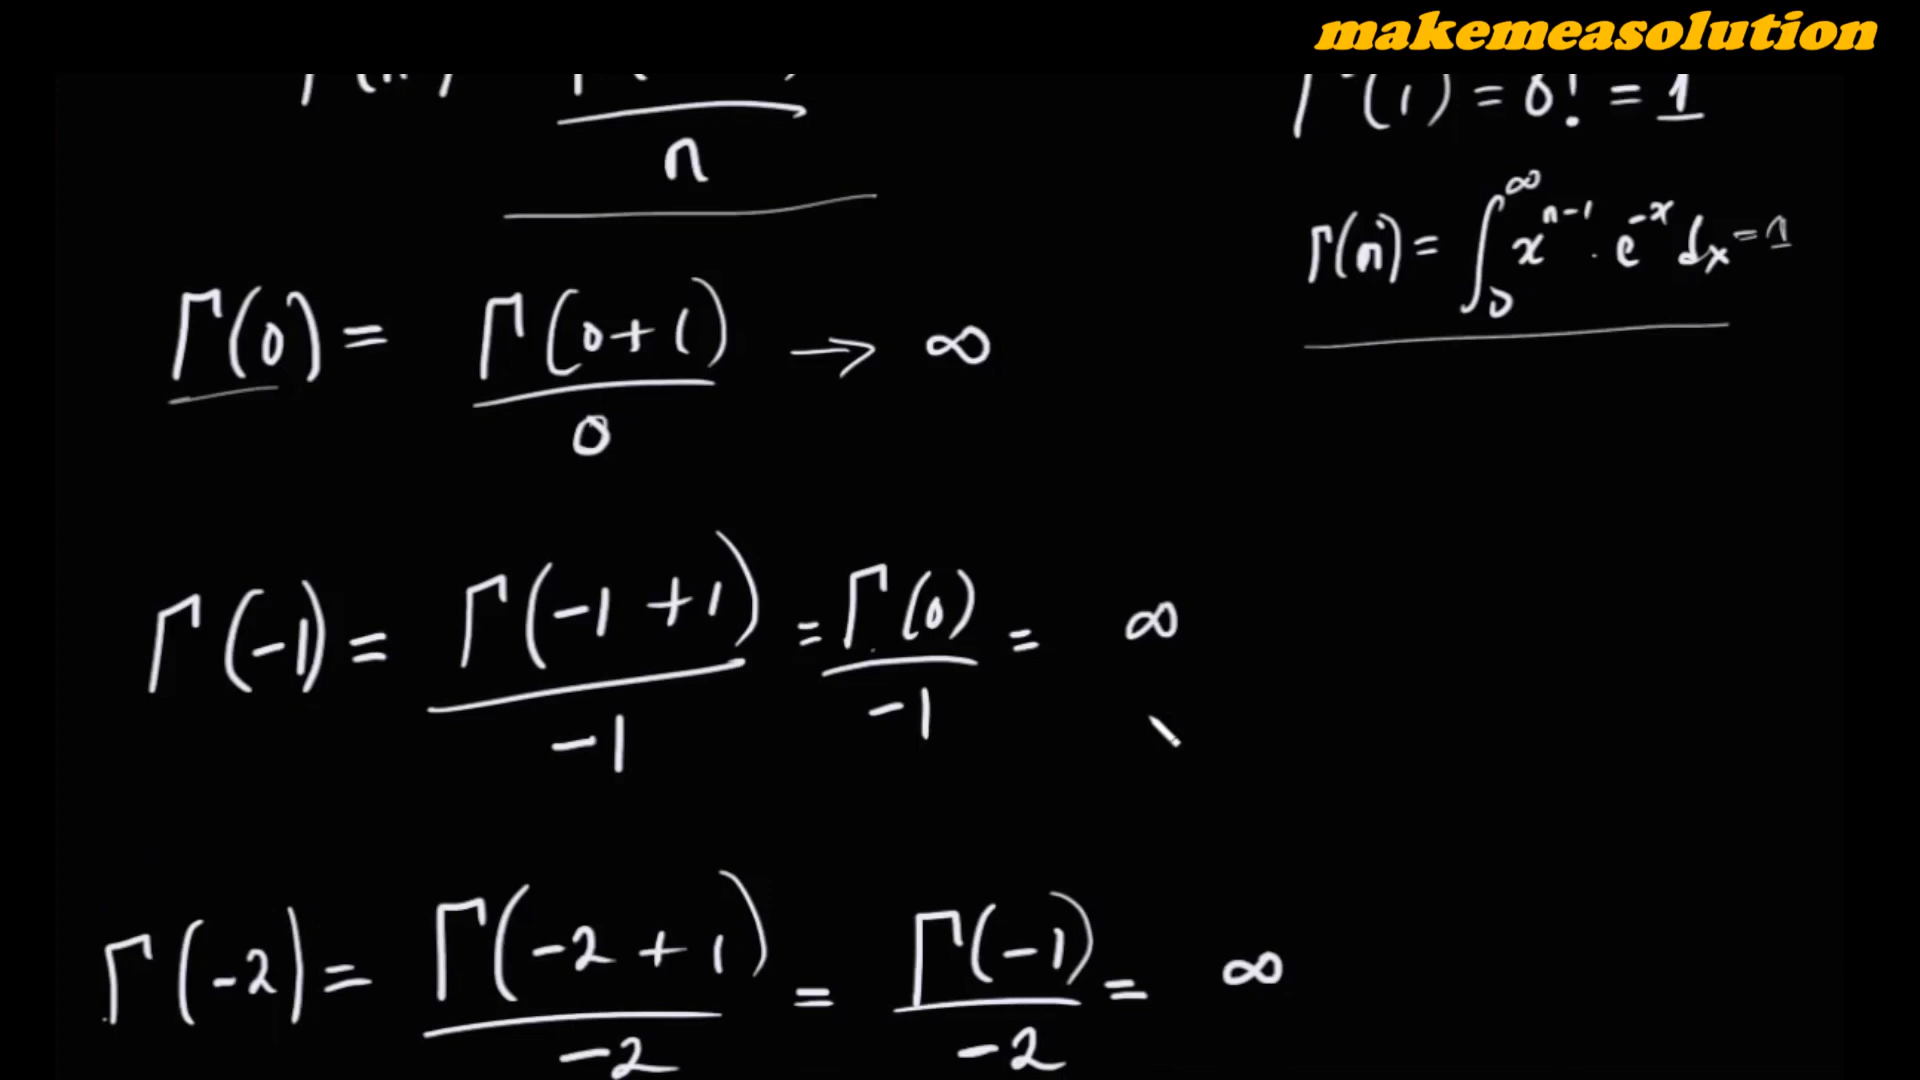 makemeasolution
Γ(1) = 0! = 1
n
Γ(n) = ∫₀^∞ x^(n-1) . e^(-x) dx = 1
Γ(0) = Γ(0+1) / 0 → ∞
Γ(-1) = Γ(-1+1) / -1 = Γ(0) / -1 = ∞
Γ(-2) = Γ(-2+1) / -2 = Γ(-1) / -2 = ∞